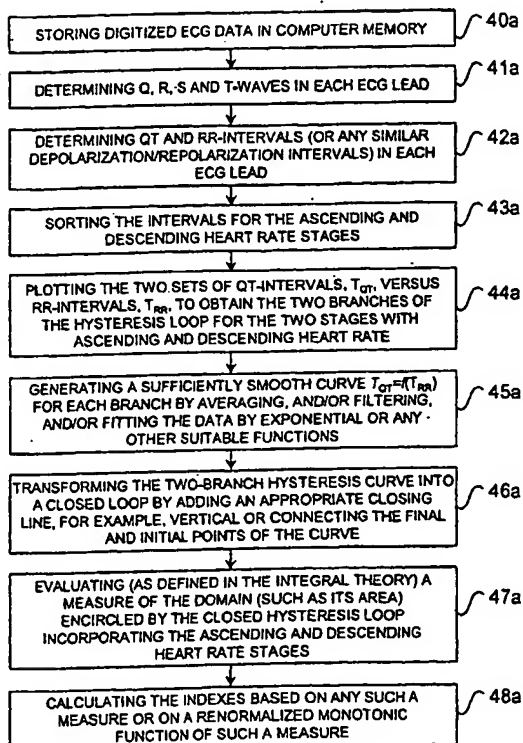 STORING DIGITIZED ECG DATA IN COMPUTER MEMORY
40a
DETERMINING Q, R, S AND T-WAVES IN EACH ECG LEAD
41a
DETERMINING QT AND RR-INTERVALS (OR ANY SIMILAR
DEPOLARIZATION/REPOLARIZATION INTERVALS) IN EACH
ECG LEAD
42a
SORTING THE INTERVALS FOR THE ASCENDING AND
DESCENDING HEART RATE STAGES
43a
PLOTTING THE TWO SETS OF QT-INTERVALS, TQT, VERSUS
RR-INTERVALS, TRR, TO OBTAIN THE TWO BRANCHES OF
THE HYSTERESIS LOOP FOR THE TWO STAGES WITH
ASCENDING AND DESCENDING HEART RATE
44a
GENERATING A SUFFICIENTLY SMOOTH CURVE TQT=f(TRR)
FOR EACH BRANCH BY AVERAGING, AND/OR FILTERING,
AND/OR FITTING THE DATA BY EXPONENTIAL OR ANY
OTHER SUITABLE FUNCTIONS
45a
TRANSFORMING THE TWO-BRANCH HYSTERESIS CURVE INTO
A CLOSED LOOP BY ADDING AN APPROPRIATE CLOSING
LINE, FOR EXAMPLE, VERTICAL OR CONNECTING THE FINAL
AND INITIAL POINTS OF THE CURVE
46a
EVALUATING (AS DEFINED IN THE INTEGRAL THEORY) A
MEASURE OF THE DOMAIN (SUCH AS ITS AREA)
ENCIRCLED BY THE CLOSED HYSTERESIS LOOP
INCORPORATING THE ASCENDING AND DESCENDING
HEART RATE STAGES
47a
CALCULATING THE INDEXES BASED ON ANY SUCH A
MEASURE OR ON A RENORMALIZED MONOTONIC
FUNCTION OF SUCH A MEASURE
48a